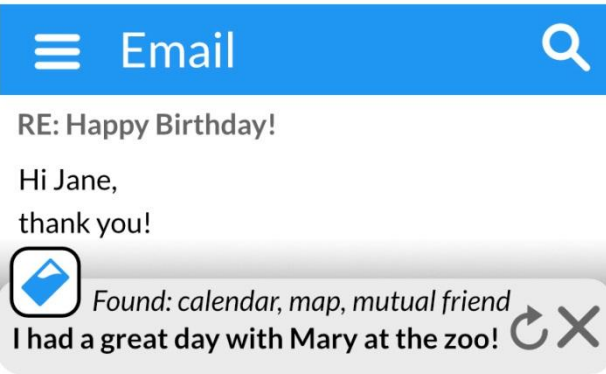 Email
RE: Happy Birthday!
Hi Jane,
thank you!
Found: calendar, map, mutual friend
I had a great day with Mary at the zoo!